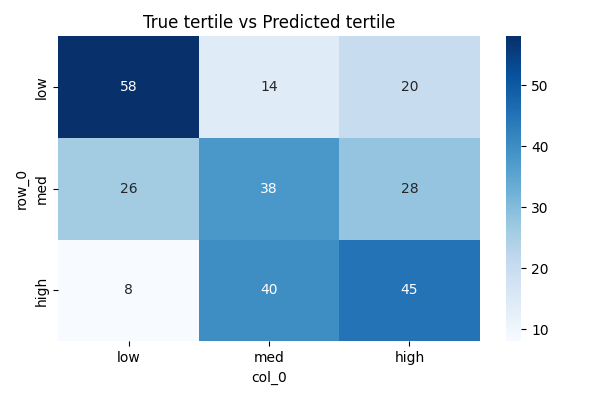 True tertile vs Predicted tertile
row_0
low
58 14 20
med
26 38 28
high
8 40 45
low med high
col_0
50
40
30
20
10